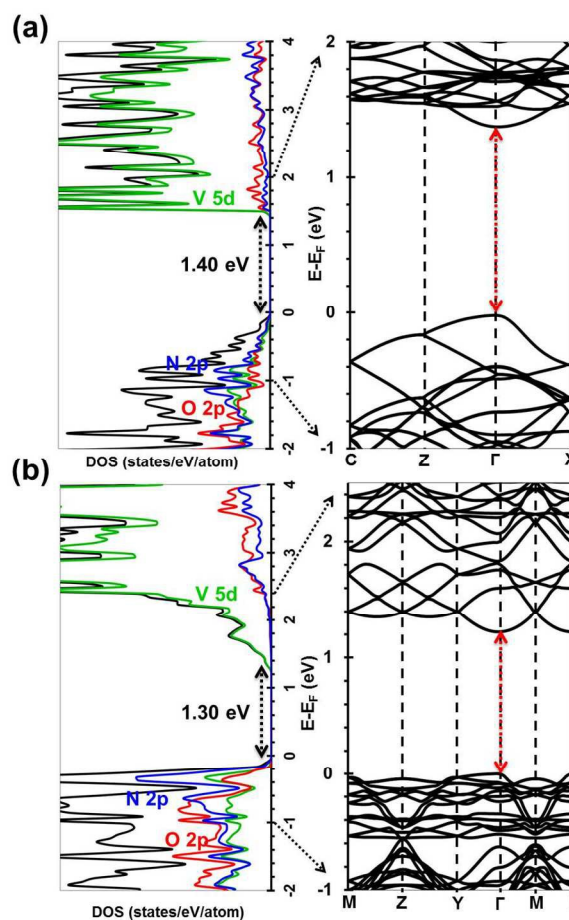 (a)
4
3
V 5d
2
1
1.40 eV
0
N 2p
-1
O 2p
-2
DOS (states/eV/atom)
E-E_F (eV)
2
1
0
-1
C Z Γ X
(b)
4
3
V 5d
2
1
1.30 eV
0
N 2p
-1
O 2p
-2
DOS (states/eV/atom)
E-E_F (eV)
2
1
0
-1
M Z Y Γ M